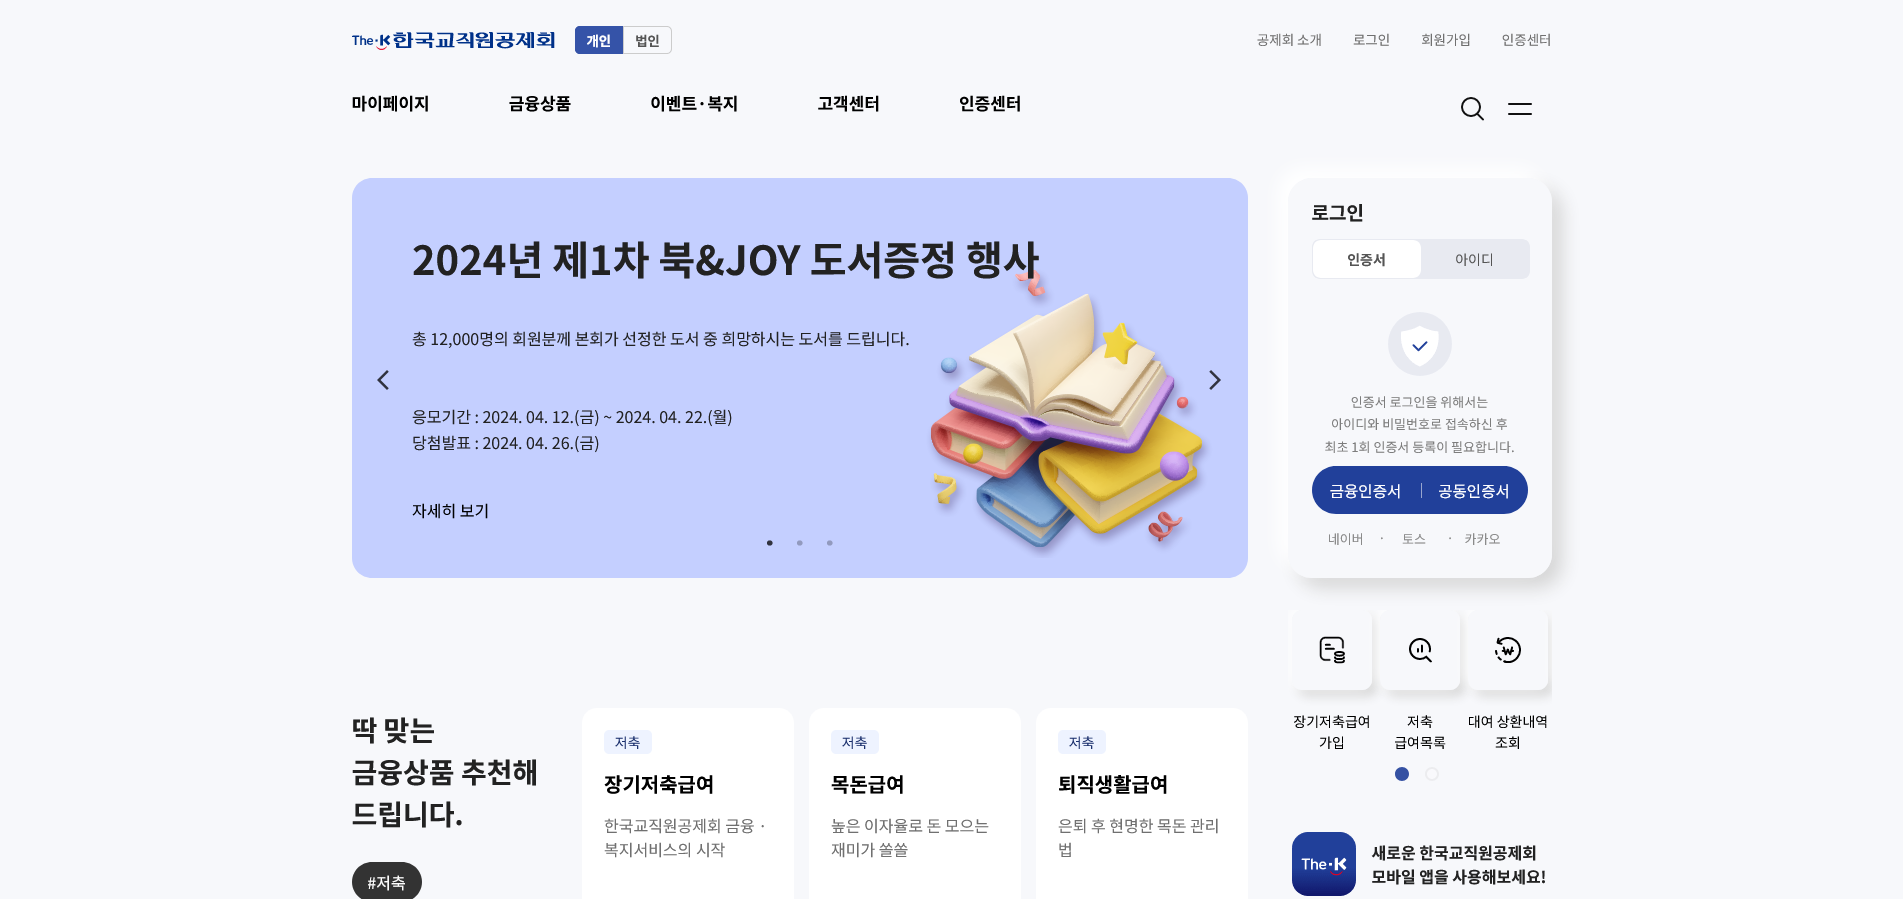 The K 한국교직원공제회
개인
법인
공제회 소개
로그인
회원가입
인증센터
마이페이지
금융상품
이벤트·복지
고객센터
인증센터
2024년 제1차 북&JOY 도서증정 행사
총 12,000명의 회원분께 본회가 선정한 도서 중 희망하시는 도서를 드립니다.
응모기간 : 2024. 04. 12.(금) ~ 2024. 04. 22.(월)
당첨발표 : 2024. 04. 26.(금)
자세히 보기
로그인
인증서
아이디
인증서 로그인을 위해서는
아이디와 비밀번호로 접속하신 후
최초 1회 인증서 등록이 필요합니다.
금융인증서
공동인증서
네이버 · 토스 · 카카오
장기저축급여
가입
저축
급여목록
대여 상환내역
조회
딱 맞는
금융상품 추천해
드립니다.
#저축
저축
장기저축급여
한국교직원공제회 금융 ·
복지서비스의 시작
저축
목돈급여
높은 이자율로 돈 모으는
재미가 쏠쏠
저축
퇴직생활급여
은퇴 후 현명한 목돈 관리
법
The·K
새로운 한국교직원공제회
모바일 앱을 사용해보세요!